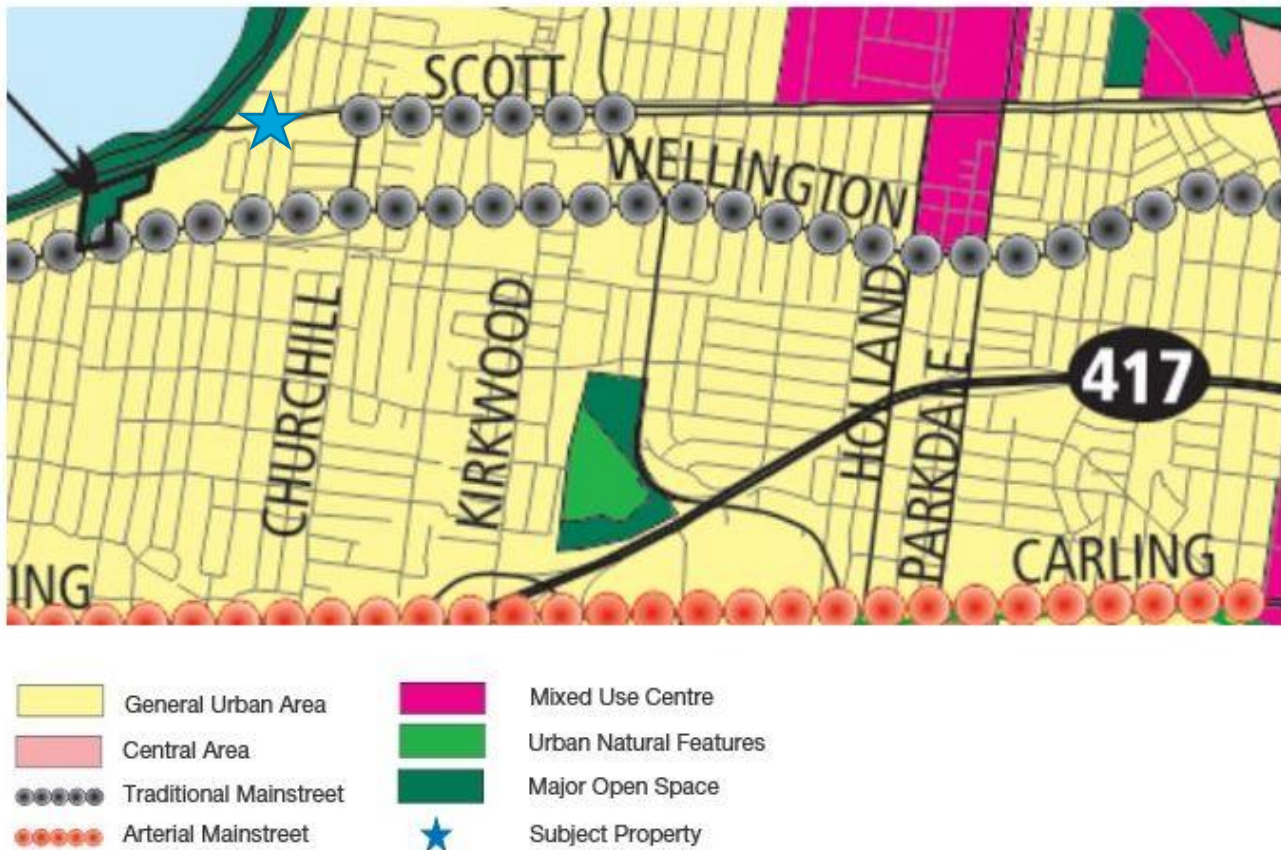 SCOTT
WELLINGTON
CHURCHILL
KIRKWOOD
HOLLAND
PARKDALE
417
ING
CARLING
General Urban Area
Central Area
Traditional Mainstreet
Arterial Mainstreet
Mixed Use Centre
Urban Natural Features
Major Open Space
Subject Property